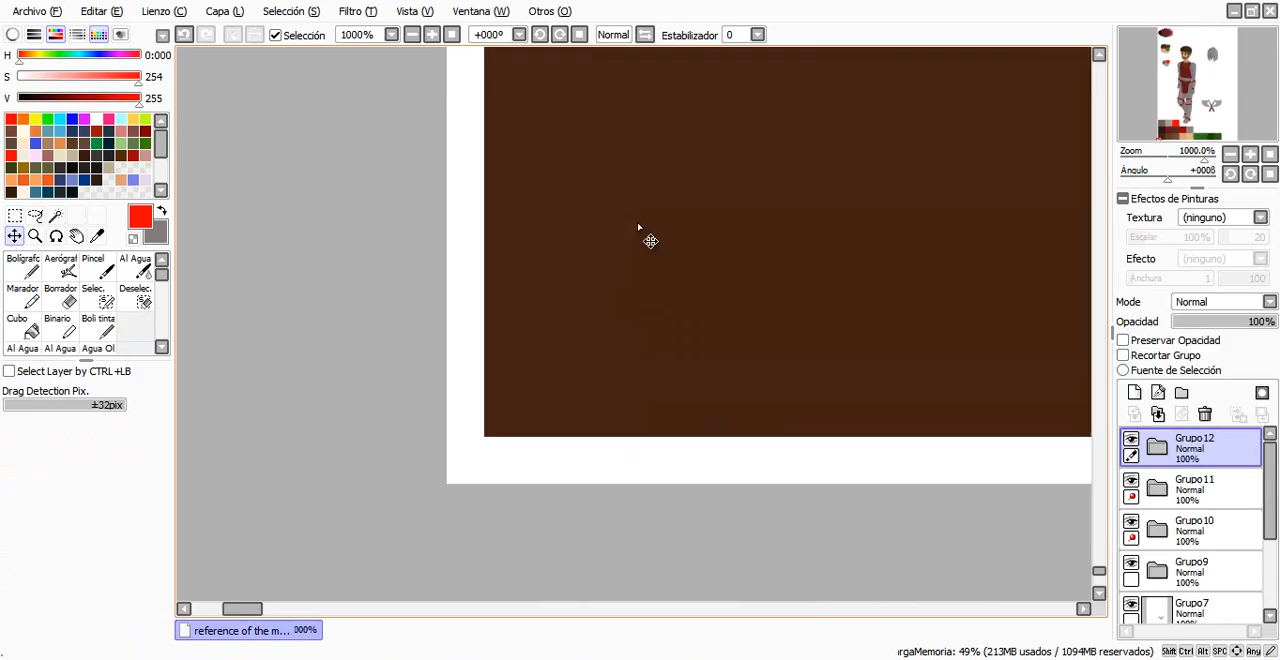 Archivo (F) Editar (E) Lienzo (C) Capa (L) Selección (S) Filtro (T) Vista (V) Ventana (W) Otros (O)
Selección 1000% +000° Normal Estabilizador 0
H 0:000
S 254
V 255
Bolígrafc Aerógraf Pincel Al Agua
Marador Borrador Selec. Deselec.
Cubo Binario Boli tinta
Al Agua Al Agua Agua Ol
Select Layer by CTRL+LB
Drag Detection Pix.
±32pix
Zoom 1000.0%
Ángulo +000ß
Efectos de Pinturas
Textura (ninguno)
Escalar 100% 20
Efecto (ninguno)
Anchura 1 100
Mode Normal
Opacidad 100%
Preservar Opacidad
Recortar Grupo
Fuente de Selección
Grupo12
Normal
100%
Grupo11
Normal
100%
Grupo10
Normal
100%
Grupo9
Normal
100%
Grupo7
Normal
reference of the m... 000%
ırgaMemoria: 49% (213MB usados / 1094MB reservados) Shift Ctrl Alt SPC Any